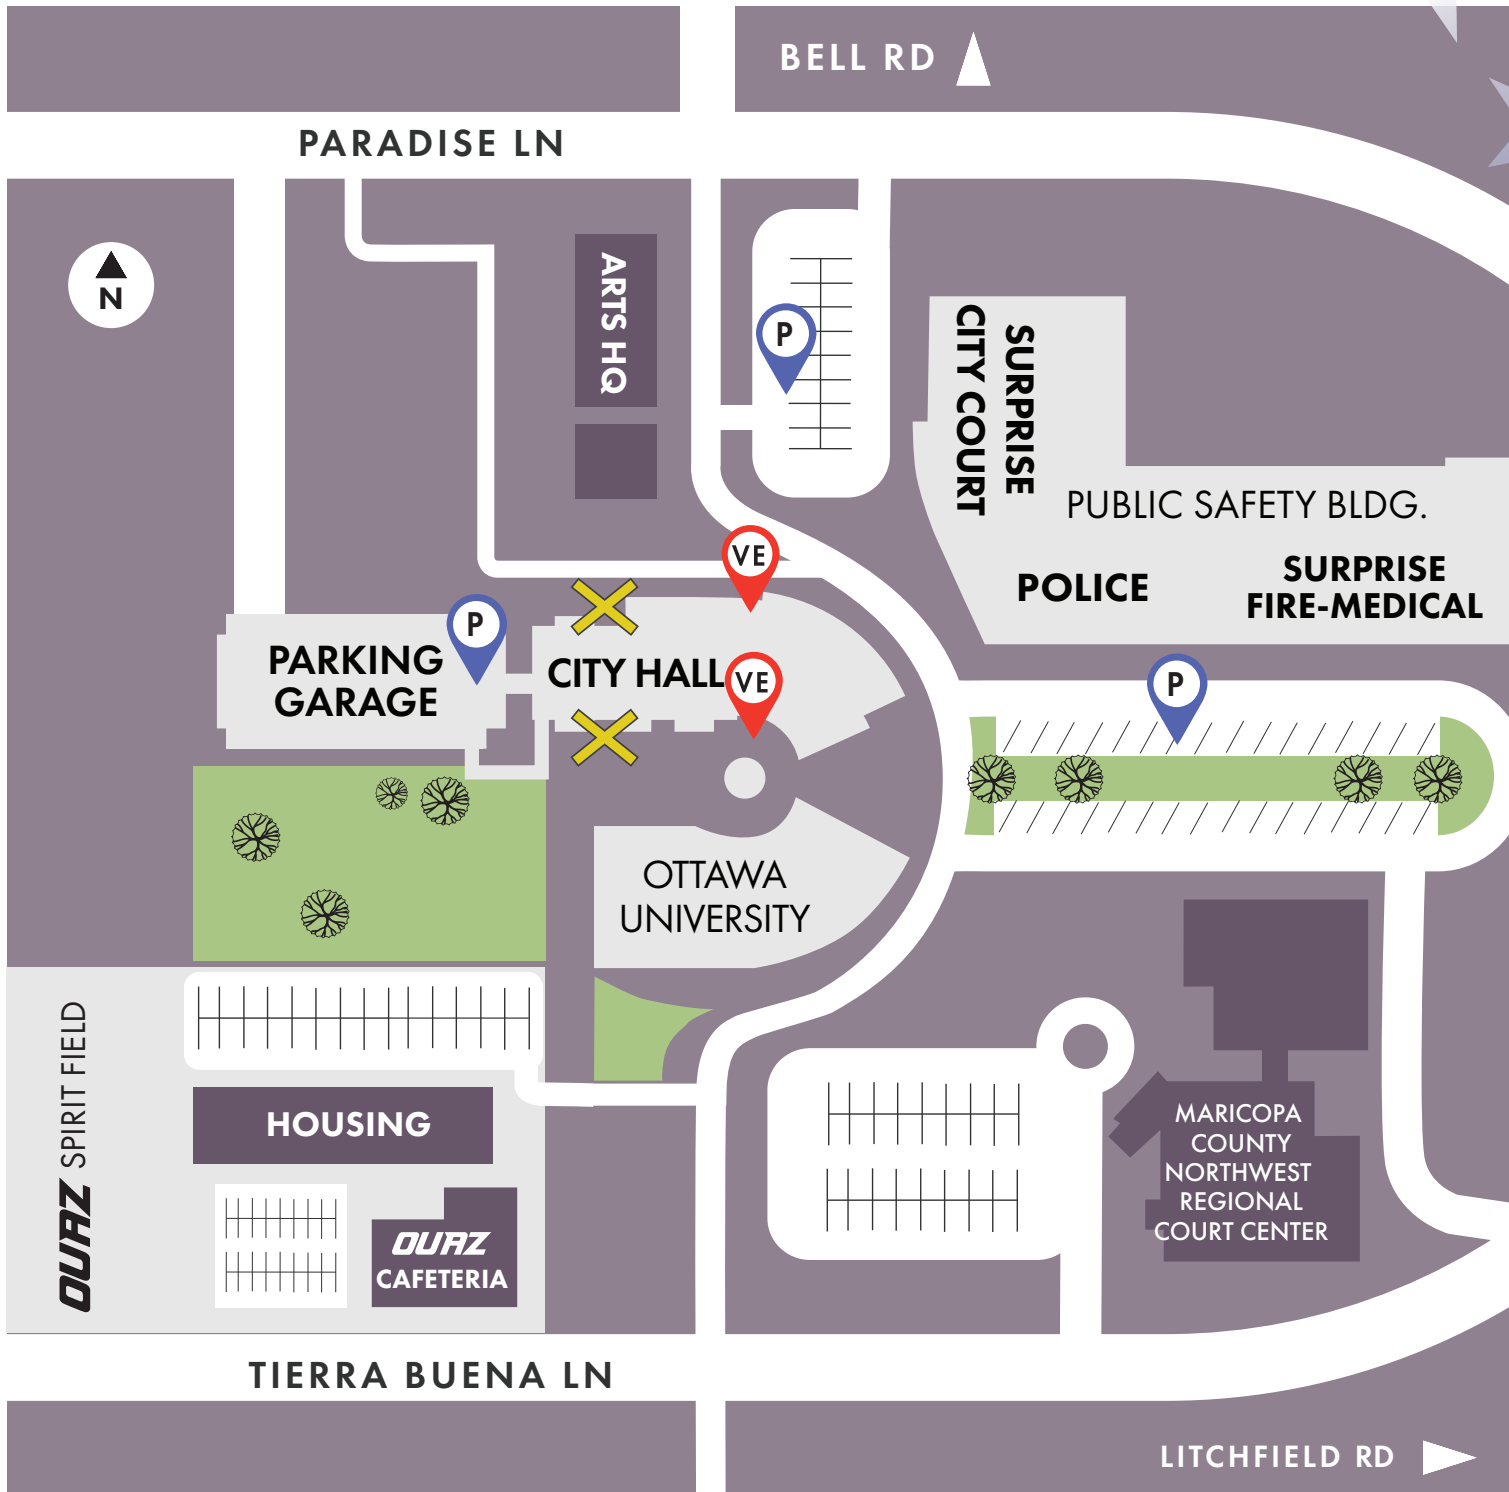 BELL RD
PARADISE LN
N
ARTS HQ
P
SURPRISE
CITY COURT
PUBLIC SAFETY BLDG.
POLICE
SURPRISE
FIRE-MEDICAL
VE
P
PARKING
GARAGE
CITY HALL
VE
P
OTTAWA
UNIVERSITY
OUAZ SPIRIT FIELD
HOUSING
OUAZ
CAFETERIA
MARICOPA
COUNTY
NORTHWEST
REGIONAL
COURT CENTER
TIERRA BUENA LN
LITCHFIELD RD